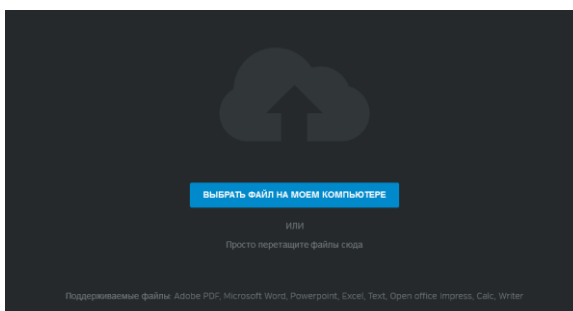 ВЫБРАТЬ ФАЙЛ НА МОЕМ КОМПЬЮТЕРЕ
ИЛИ
Просто перетащите файлы сюда
Поддерживаемые файлы: Adobe PDF, Microsoft Word, Powerpoint, Excel, Text, Open office Impress, Calc, Writer